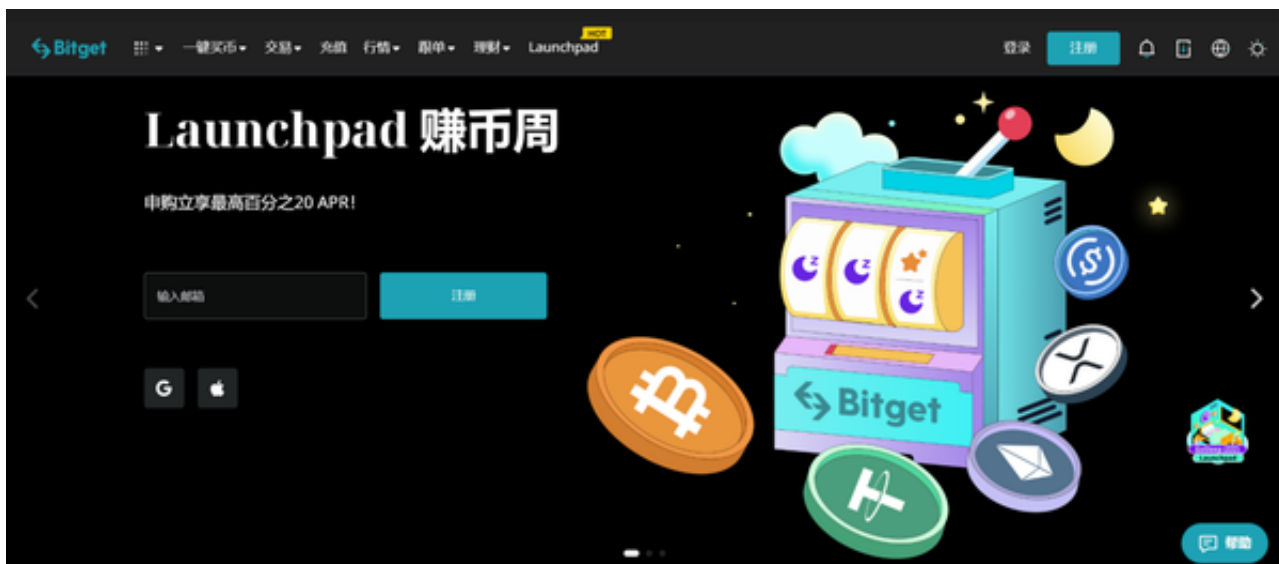 Bitget
一键买币
交易
充值
行情
跟单
理财
Launchpad
HOT
登录
注册
Launchpad 赚币周
申购立享最高百分之20 APR!
输入邮箱
注册
G
Bitget
Launchpad
帮助